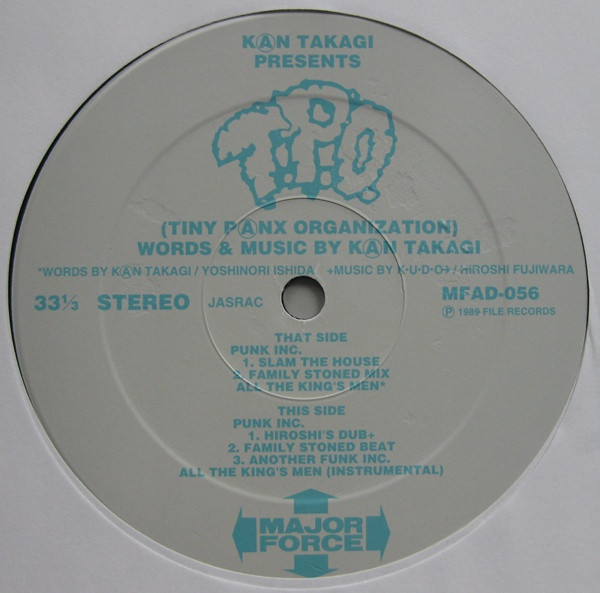 KⒶN TAKAGI
PRESENTS
T.P.O.
(TINY PⒶNX ORGANIZATION)
WORDS & MUSIC BY KⒶN TAKAGI
*WORDS BY KⒶN TAKAGI / YOSHINORI ISHIDA +MUSIC BY K·U·D·O→ / HIROSHI FUJIWARA
33⅓ STEREO JASRAC MFAD-056
Ⓟ 1989 FILE RECORDS
THAT SIDE
PUNK INC.
1. SLAM THE HOUSE
2. FAMILY STONED MIX
ALL THE KING'S MEN*
THIS SIDE
PUNK INC.
1. HIROSHI'S DUB+
2. FAMILY STONED BEAT
3. ANOTHER FUNK INC.
ALL THE KING'S MEN (INSTRUMENTAL)
MAJOR
FORCE